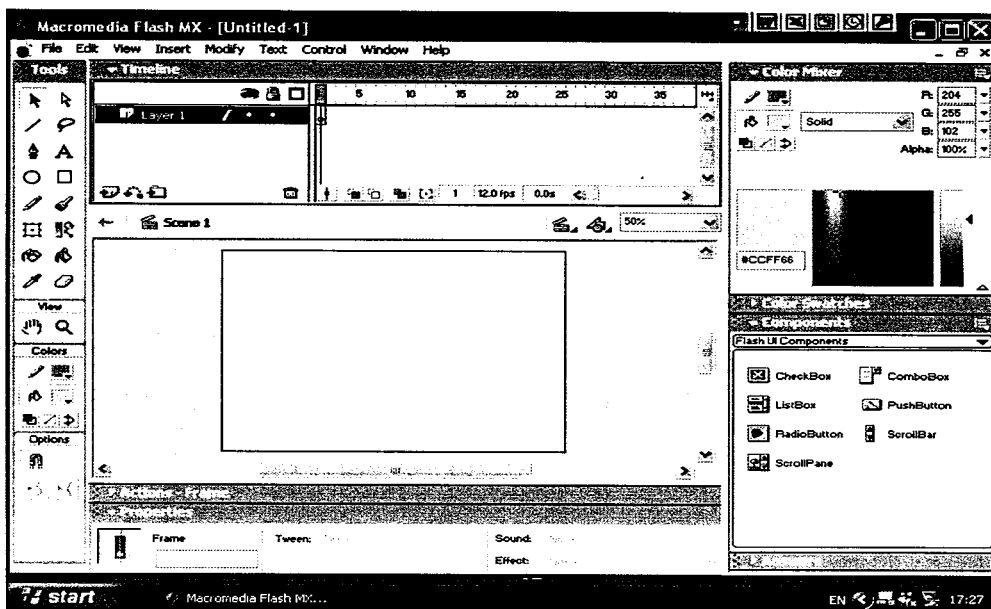 Macromedia Flash MX - [Untitled-1]
File Edit View Insert Modify Text Control Window Help
Tools
Timeline
5 10 15 20 25 30 35
Layer 1
1 12.0 fps 0.0s
Scene 1
50%
View
Colors
Options
Actions - Frame
Properties
Frame
Tween:
Sound:
Effect:
Color Mixer
R: 204
Solid
G: 255
B: 102
Alpha: 100%
#CCFF66
Color Swatches
Components
Flash UI Components
CheckBox ComboBox
ListBox PushButton
RadioButton ScrollBar
ScrollPane
start Macromedia Flash MX... EN 17:27